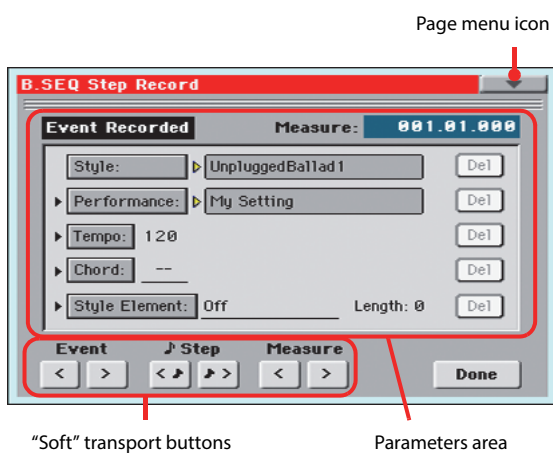 Page menu icon
B.SEQ Step Record
Event Recorded Measure: 001.01.000
Style: UnpluggedBallad1 Del
Performance: My Setting Del
Tempo: 120 Del
Chord: -- Del
Style Element: Off Length: 0 Del
Event ♪ Step Measure
< > < ♪ ♪ > < > Done
“Soft” transport buttons Parameters area